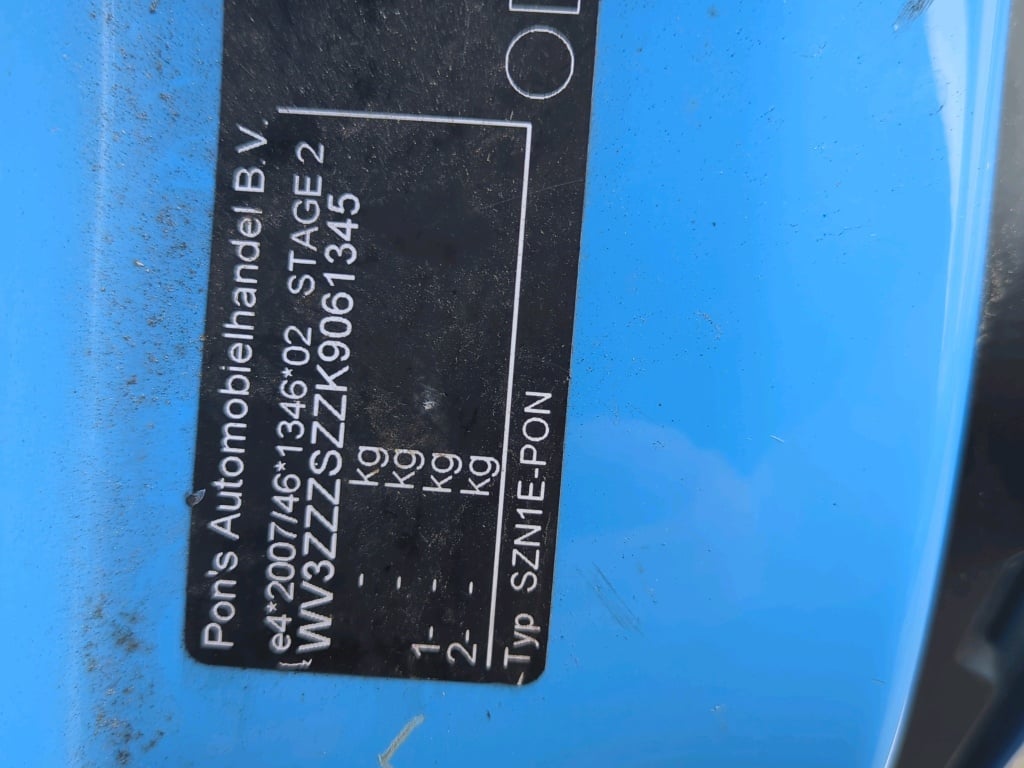 Pon's Automobielhandel B.V.
e4*2007/46*1346*02 STAGE 2
WV3ZZZSZZK9061345
- kg
- kg
1- - kg
2- - kg
Typ SZN1E-PON